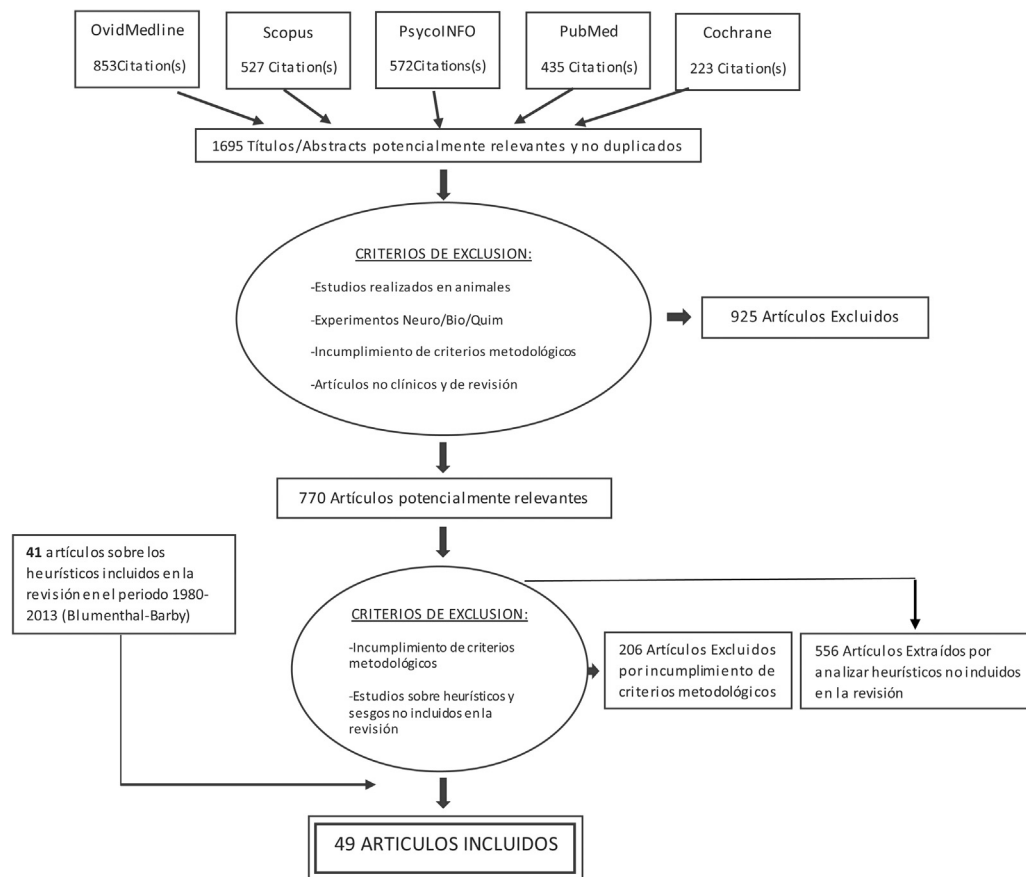 OvidMedline
853Citation(s)
Scopus
527 Citation(s)
PsycoINFO
572Citations(s)
PubMed
435 Citation(s)
Cochrane
223 Citation(s)
1695 Títulos/Abstracts potencialmente relevantes y no duplicados
CRITERIOS DE EXCLUSION:
-Estudios realizados en animales
-Experimentos Neuro/Bio/Quim
-Incumplimiento de criterios metodológicos
-Artículos no clínicos y de revisión
925 Artículos Excluidos
770 Artículos potencialmente relevantes
41 artículos sobre los
heurísticos incluidos en la
revisión en el periodo 1980-
2013 (Blumenthal-Barby)
CRITERIOS DE EXCLUSION:
-Incumplimiento de criterios
metodológicos
-Estudios sobre heurísticos y
sesgos no incluidos en la
revisión
206 Artículos Excluidos
por incumplimiento de
criterios metodológicos
556 Artículos Extraídos por
analizar heurísticos no incluidos
en la revisión
49 ARTICULOS INCLUIDOS